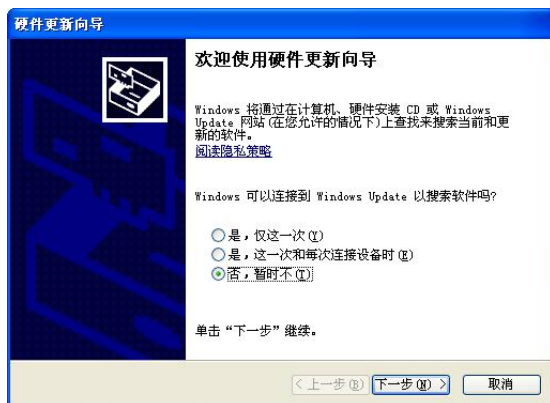 硬件更新向导
欢迎使用硬件更新向导
Windows 将通过在计算机、硬件安装 CD 或 Windows
Update 网站(在您允许的情况下)上查找来搜索当前和更
新的软件。
阅读隐私策略
Windows 可以连接到 Windows Update 以搜索软件吗?
是，仅这一次(Y)
是，这一次和每次连接设备时(E)
否，暂时不(T)
单击“下一步”继续。
< 上一步(B) 下一步(N) > 取消